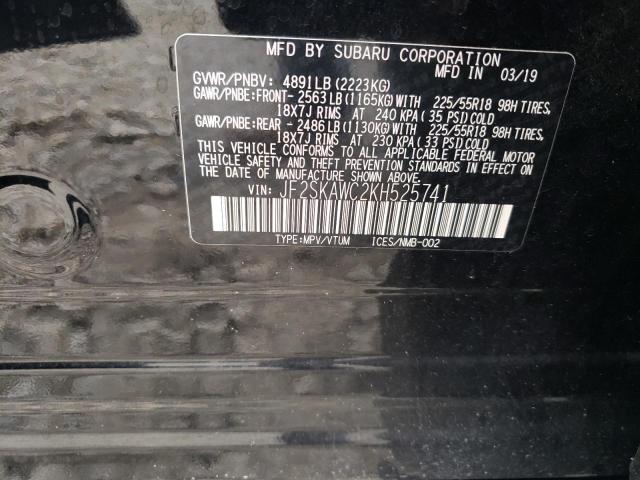 MFD BY SUBARU CORPORATION
MFD IN 03/19
GVWR/PNBV: 4891LB(2223KG)
GAWR/PNBE:FRONT-2563LB(1165KG)WITH 225/55R18 98H TIRES,
18X7J RIMS AT 240 KPA(35 PSI)COLD
GAWR/PNBE:REAR-2486LB(1130KG)WITH 225/55R18 98H TIRES,
18X7J RIMS AT 230 KPA(33 PSI)COLD
THIS VEHICLE CONFORMS TO ALL APPLICABLE FEDERAL MOTOR
VEHICLE SAFETY AND THEFT PREVENTION STANDARDS IN EFFECT ON
THE DATE OF MANUFACTURE SHOWN ABOVE.
VIN: JF2SKAWC2KH525741
TYPE:MPV/VTUM ICES/NMB-002